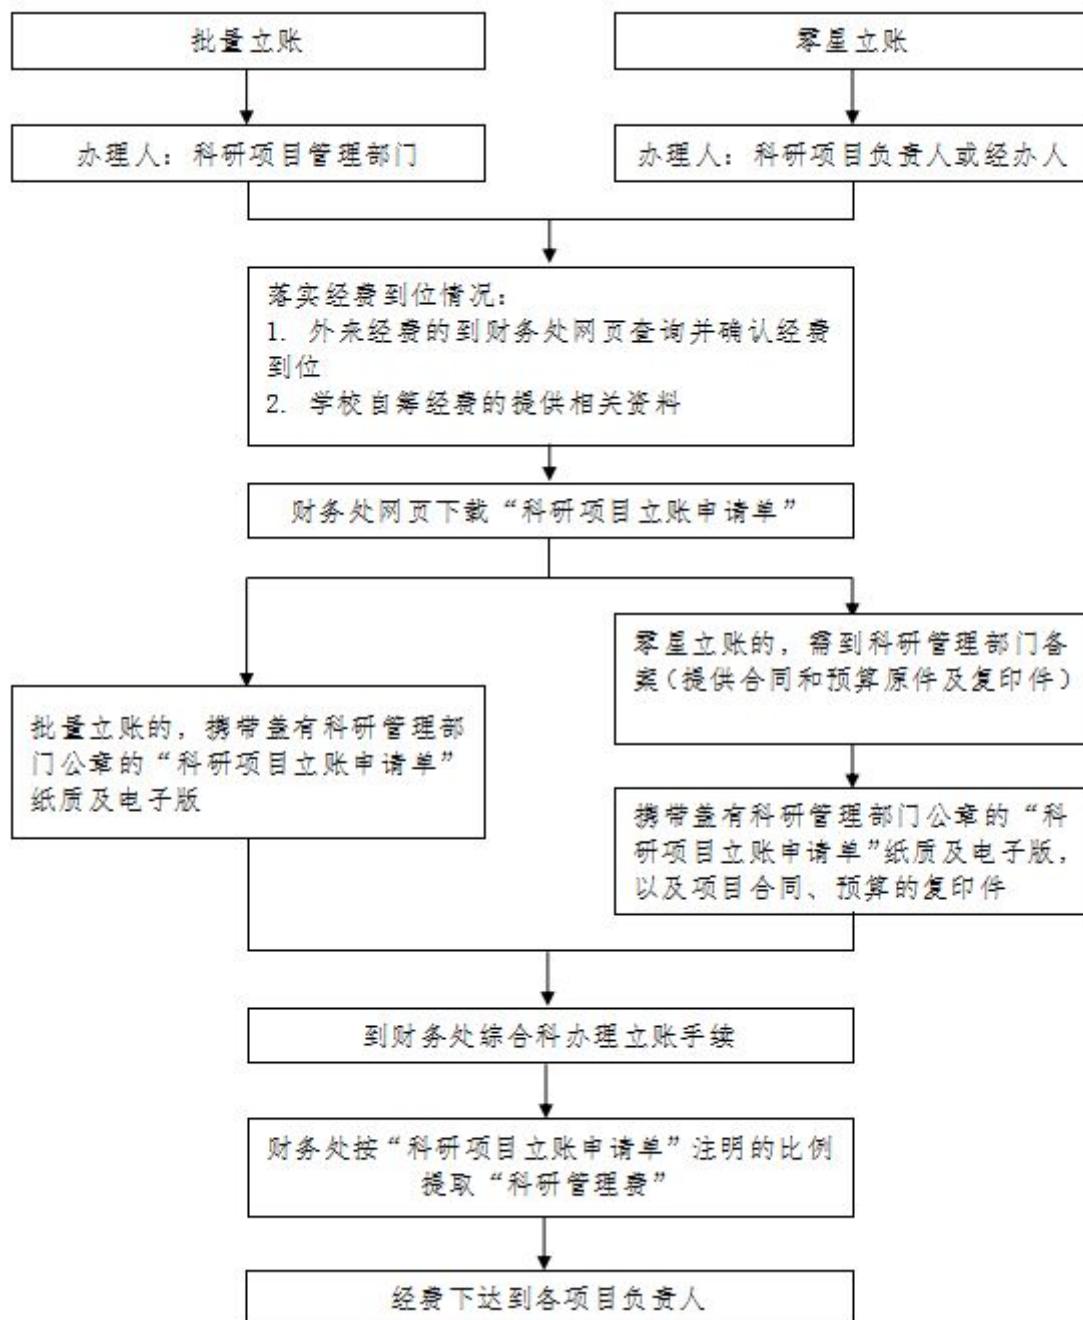 批量立账
零星立账
办理人：科研项目管理部门
办理人：科研项目负责人或经办人
落实经费到位情况：
1. 外来经费的到财务处网页查询并确认经费
到位
2. 学校自筹经费的提供相关资料
财务处网页下载“科研项目立账申请单”
零星立账的，需到科研管理部门备
案（提供合同和预算原件及复印件）
批量立账的，携带盖有科研管理部
门公章的“科研项目立账申请单”
纸质及电子版
携带盖有科研管理部门公章的“科
研项目立账申请单”纸质及电子版，
以及项目合同、预算的复印件
到财务处综合科办理立账手续
财务处按“科研项目立账申请单”注明的比例
提取“科研管理费”
经费下达到各项目负责人